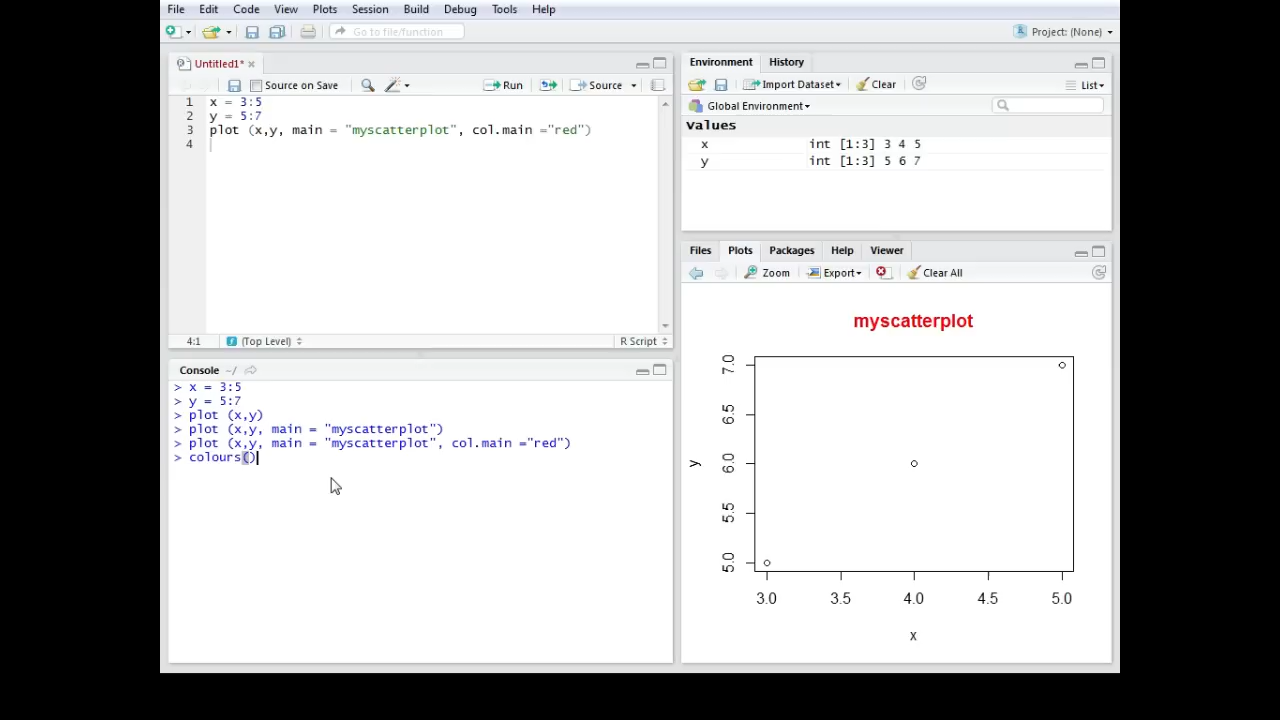 File Edit Code View Plots Session Build Debug Tools Help
Go to file/function
Project: (None)
Untitled1*
Source on Save
Run
Source
1 x = 3:5
2 y = 5:7
3 plot (x,y, main = "myscatterplot", col.main ="red")
4
4:1 (Top Level) R Script
Console ~/
> x = 3:5
> y = 5:7
> plot (x,y)
> plot (x,y, main = "myscatterplot")
> plot (x,y, main = "myscatterplot", col.main ="red")
> colours()
Environment History
Import Dataset Clear List
Global Environment
Values
x int [1:3] 3 4 5
y int [1:3] 5 6 7
Files Plots Packages Help Viewer
Zoom Export Clear All
myscatterplot
7.0
6.5
6.0
5.5
5.0
y
3.0 3.5 4.0 4.5 5.0
x